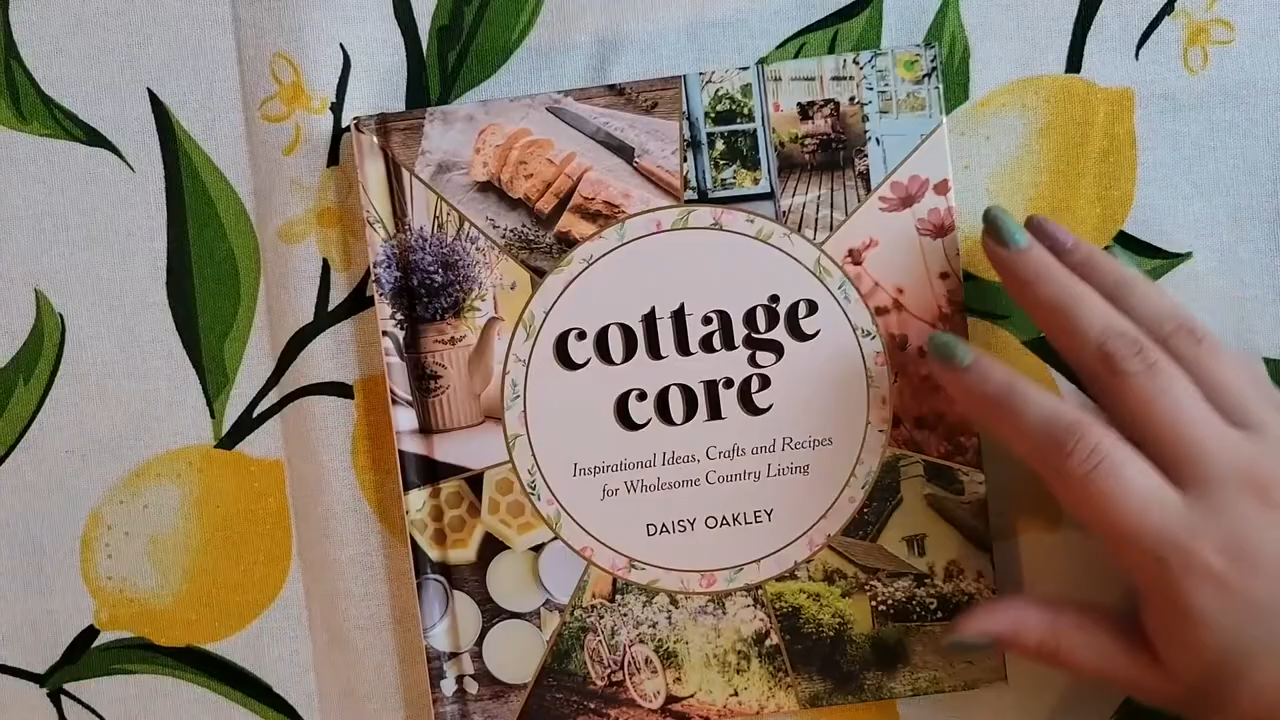 cottage
core
Inspirational Ideas, Crafts and Recipes
for Wholesome Country Living
DAISY OAKLEY